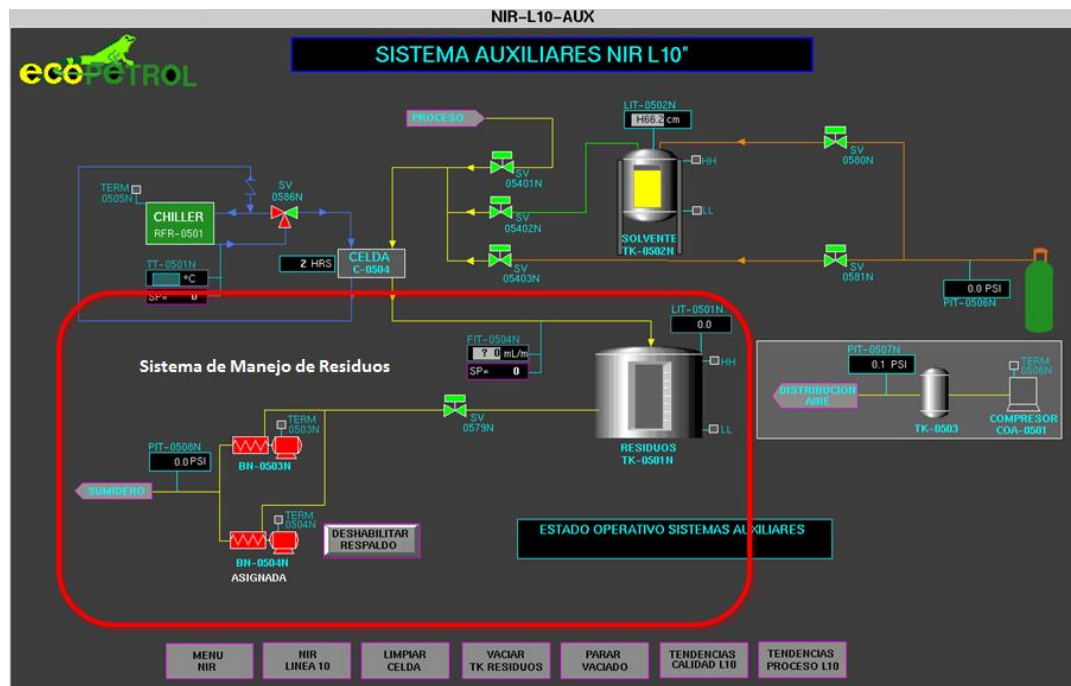 NIR-L10-AUX
ecopetrol
SISTEMA AUXILIARES NIR L10"
LIT-0502N
H66.2 cm
PROCESO
SV
0580N
SV
05401N
HH
TERM
0505N
SV
0586N
CHILLER
RFR-0501
SV
05402N
LL
SOLVENTE
TK-0502N
2 HRS
CELDA
C-0504
SV
05403N
SV
0581N
TT-0501N
°C
SP= 0
0.0 PSI
PIT-0506N
LIT-0501N
0.0
FIT-0504N
? 0 mL/m
SP= 0
Sistema de Manejo de Residuos
HH
PIT-0507N
0.1 PSI
TERM
0506N
DISTRIBUCION
AIRE
TK-0503
COMPRESOR
COA-0501
SV
0579N
LL
RESIDUOS
TK-0501N
TERM
0503N
PIT-0508N
0.0 PSI
BN-0503N
SUMIDERO
TERM
0504N
DESHABILITAR
RESPALDO
ESTADO OPERATIVO SISTEMAS AUXILIARES
BN-0504N
ASIGNADA
MENU
NIR
NIR
LINEA 10
LIMPIAR
CELDA
VACIAR
TK RESIDUOS
PARAR
VACIADO
TENDENCIAS
CALIDAD L10
TENDENCIAS
PROCESO L10